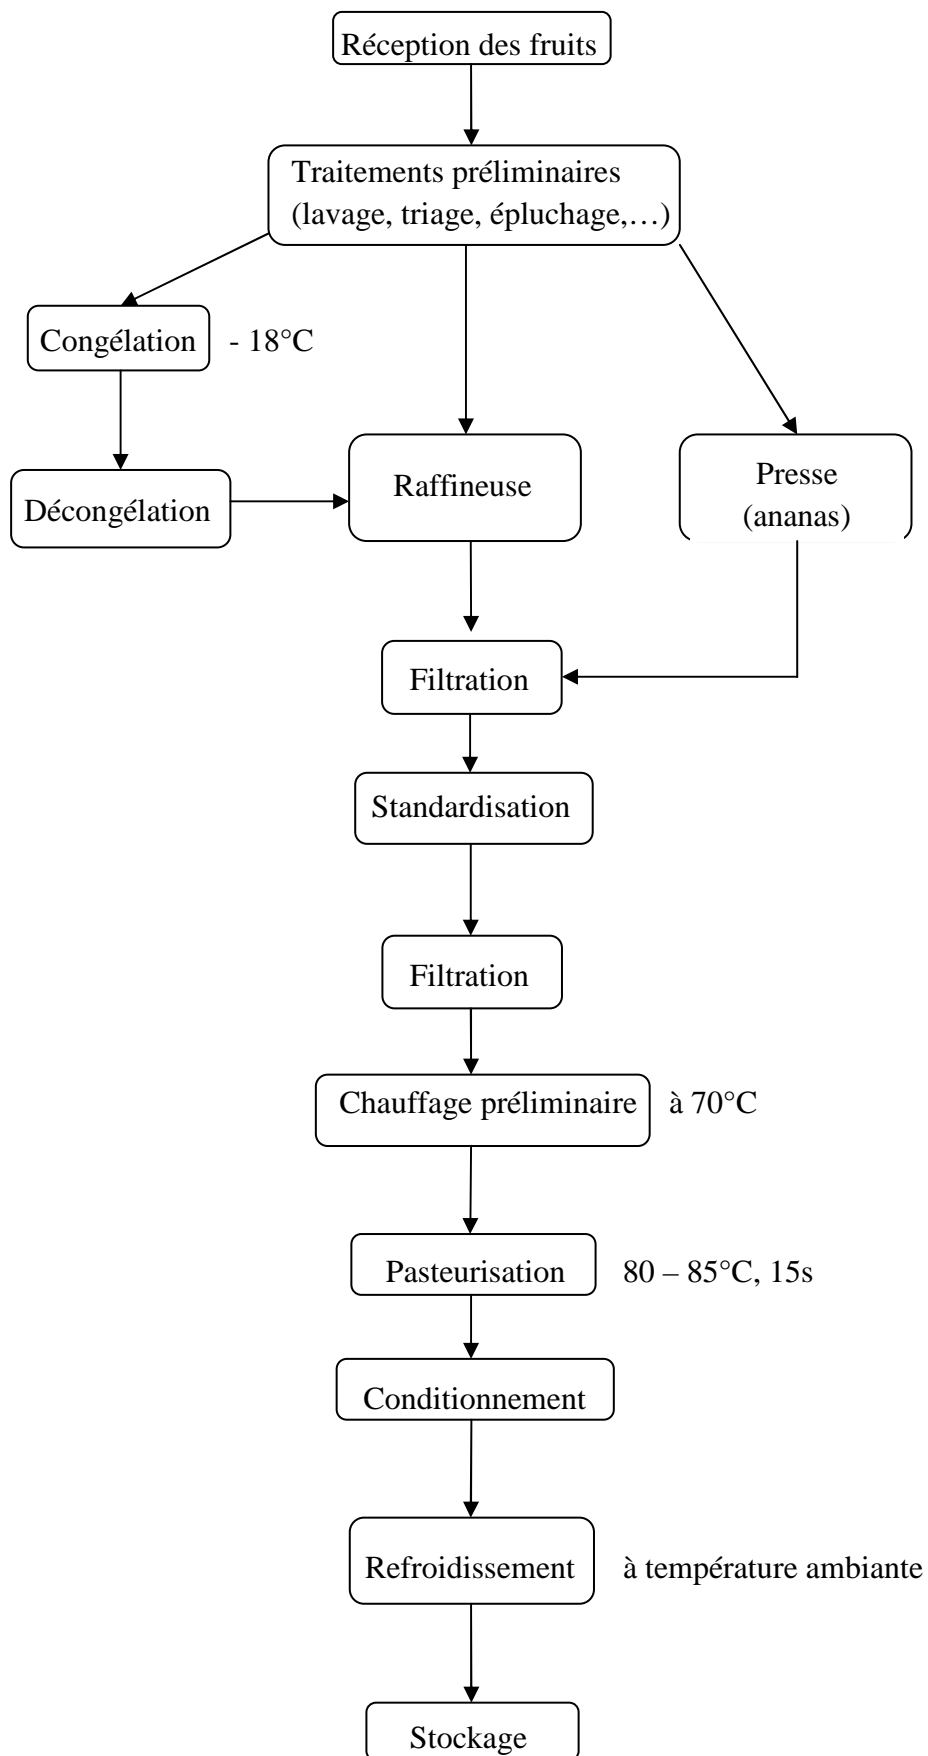 Réception des fruits
Traitements préliminaires
(lavage, triage, épluchage,…)
Congélation
- 18°C
Décongélation
Raffineuse
Presse
(ananas)
Filtration
Standardisation
Filtration
Chauffage préliminaire
à 70°C
Pasteurisation
80 – 85°C, 15s
Conditionnement
Refroidissement
à température ambiante
Stockage